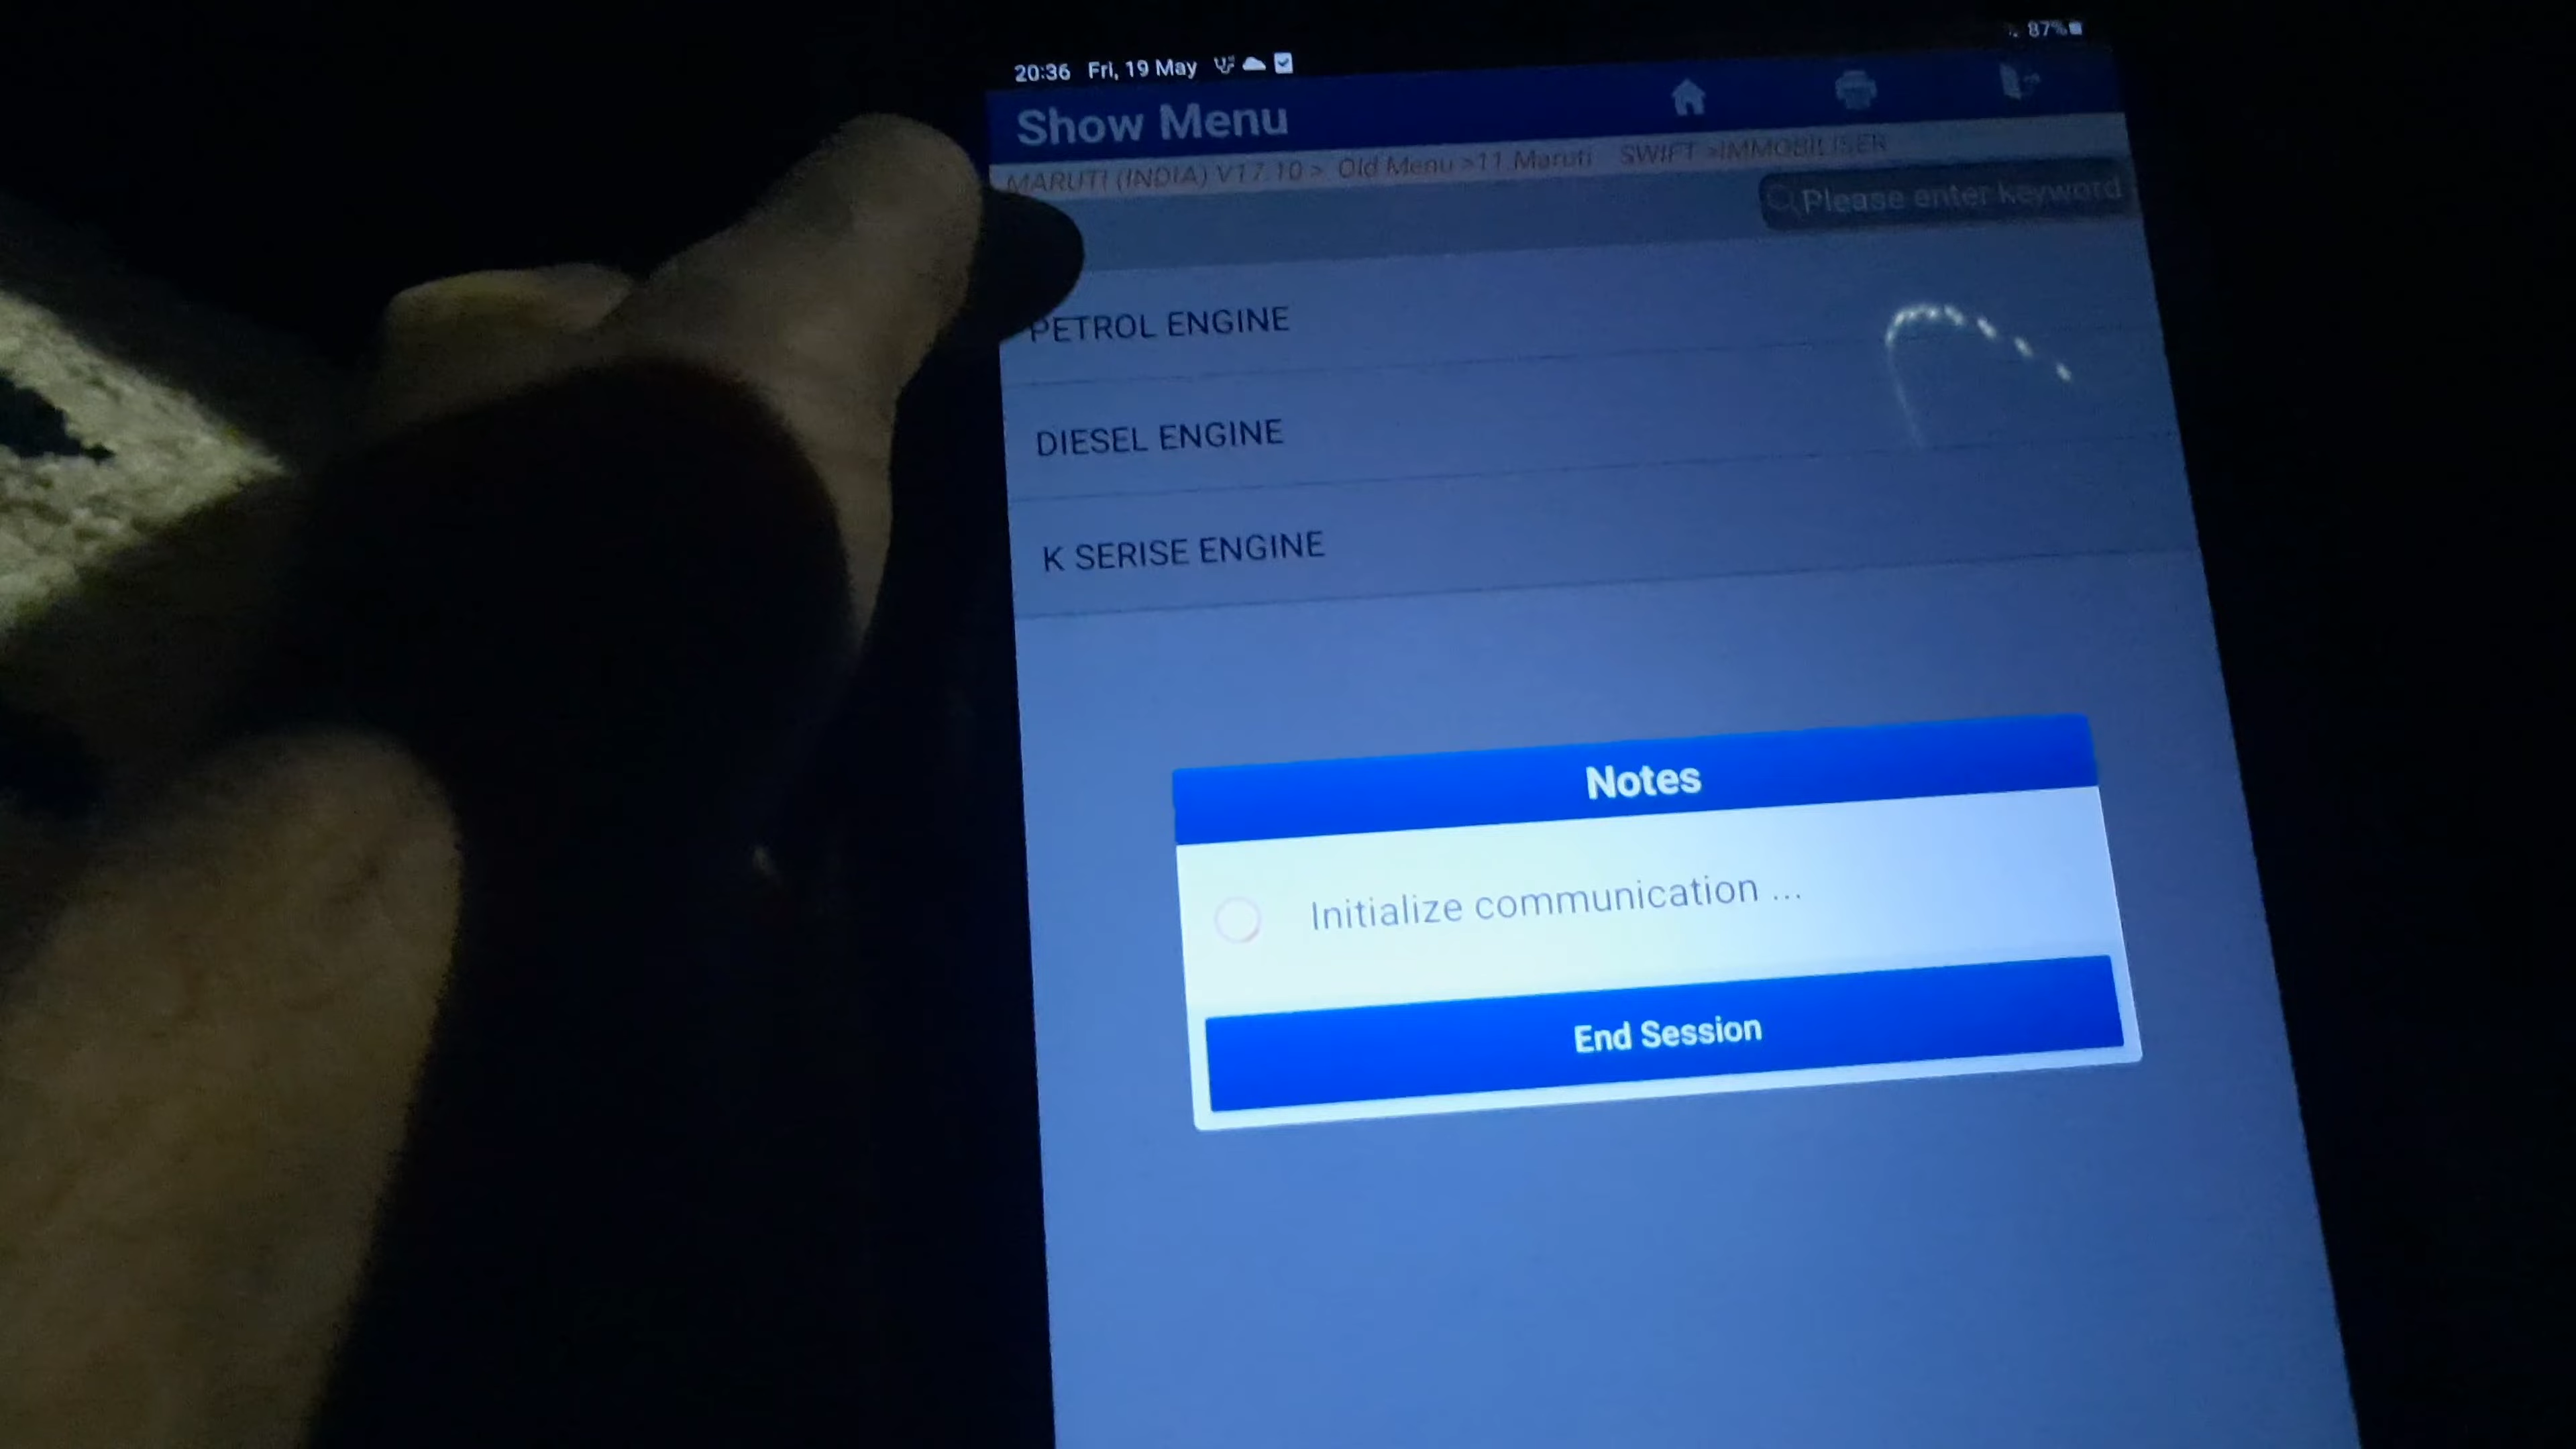 20:36 Fri, 19 May
87%
Show Menu
MARUTI (INDIA) V17.10 > Old Menu >11 Maruti SWIFT >IMMOBILISER
Please enter keyword
PETROL ENGINE
DIESEL ENGINE
K SERISE ENGINE
Notes
Initialize communication ...
End Session